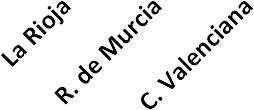 La Rioja
R. de Murcia
C. Valenciana